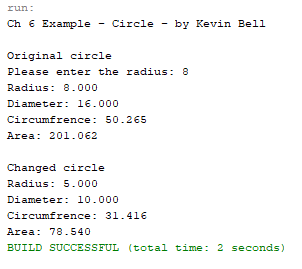 run:
Ch 6 Example - Circle - by Kevin Bell
Original circle
Please enter the radius: 8
Radius: 8.000
Diameter: 16.000
Circumfrence: 50.265
Area: 201.062
Changed circle
Radius: 5.000
Diameter: 10.000
Circumfrence: 31.416
Area: 78.540
BUILD SUCCESSFUL (total time: 2 seconds)